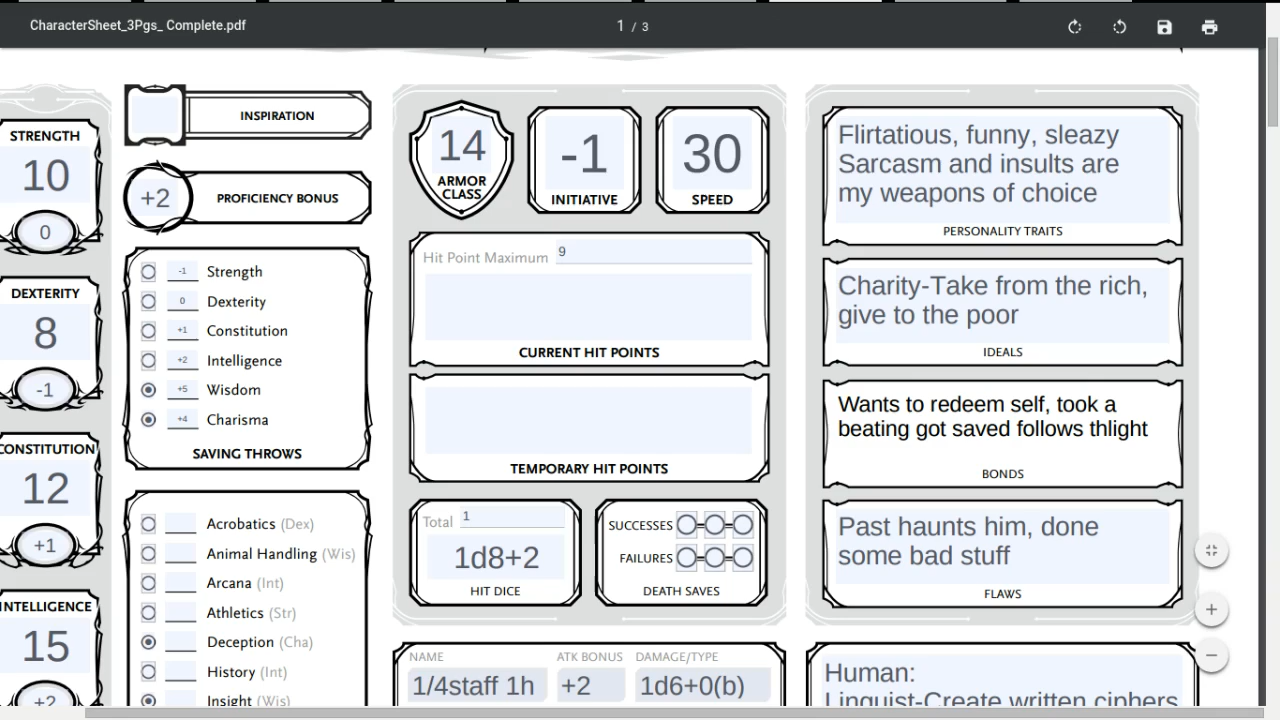 CharacterSheet_3Pgs_ Complete.pdf
1 / 3
STRENGTH
10
0
DEXTERITY
8
-1
CONSTITUTION
12
+1
INTELLIGENCE
15
+2
INSPIRATION
+2
PROFICIENCY BONUS
-1 Strength
0 Dexterity
+1 Constitution
+2 Intelligence
+5 Wisdom
+4 Charisma
SAVING THROWS
Acrobatics (Dex)
Animal Handling (Wis)
Arcana (Int)
Athletics (Str)
Deception (Cha)
History (Int)
Insight (Wis)
14
ARMOR
CLASS
-1
INITIATIVE
30
SPEED
Hit Point Maximum 9
CURRENT HIT POINTS
TEMPORARY HIT POINTS
Total 1
1d8+2
HIT DICE
SUCCESSES
FAILURES
DEATH SAVES
NAME ATK BONUS DAMAGE/TYPE
1/4staff 1h +2 1d6+0(b)
Flirtatious, funny, sleazy
Sarcasm and insults are
my weapons of choice
PERSONALITY TRAITS
Charity-Take from the rich,
give to the poor
IDEALS
Wants to redeem self, took a
beating got saved follows thlight
BONDS
Past haunts him, done
some bad stuff
FLAWS
Human:
Linguist-Create written ciphers